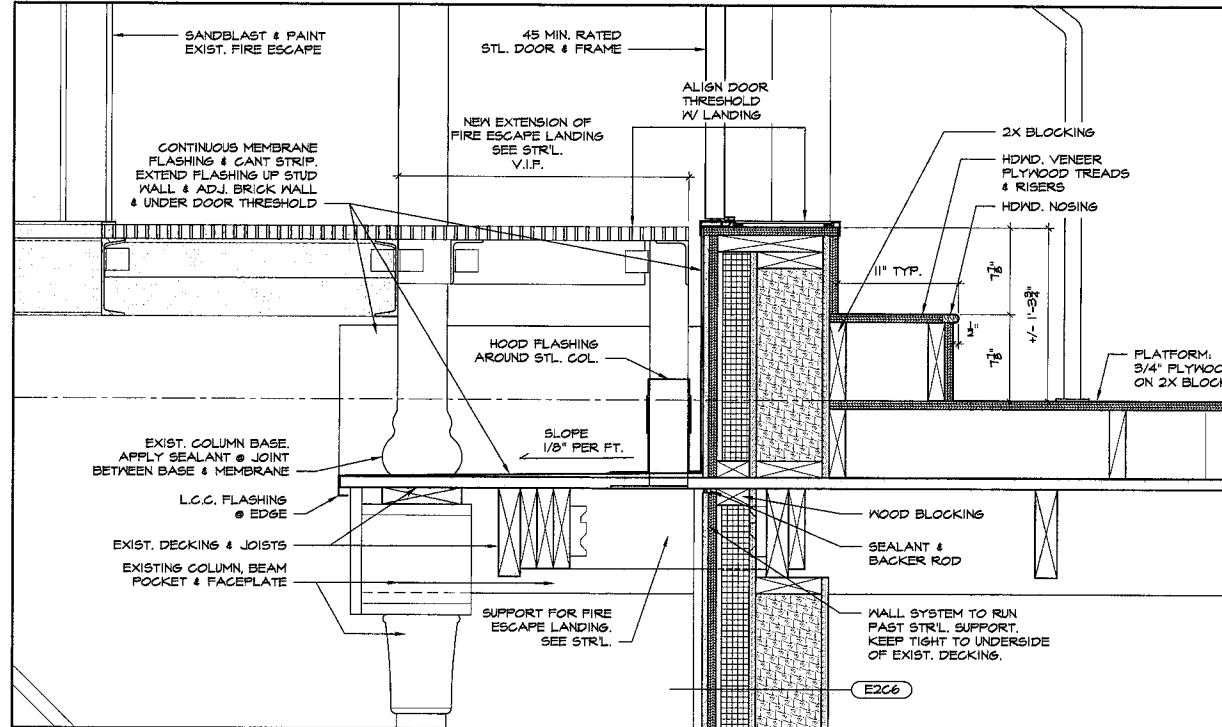 SANDBLAST & PAINT
EXIST. FIRE ESCAPE
45 MIN. RATED
STL. DOOR & FRAME
ALIGN DOOR
THRESHOLD
W/ LANDING
NEW EXTENSION OF
FIRE ESCAPE LANDING
SEE STR'L.
V.I.F.
CONTINUOUS MEMBRANE
FLASHING & CANT STRIP.
EXTEND FLASHING UP STUD
WALL & ADJ. BRICK WALL
& UNDER DOOR THRESHOLD
2X BLOCKING
HDWD. VENEER
PLYWOOD TREADS
& RISERS
HDWD. NOSING
11" TYP.
7 7/8"
+/- 1'-3 3/4"
7 7/8"
HOOD FLASHING
AROUND STL. COL.
PLATFORM:
3/4" PLYWOO
ON 2X BLOCK
SLOPE
1/8" PER FT.
EXIST. COLUMN BASE.
APPLY SEALANT @ JOINT
BETWEEN BASE & MEMBRANE
L.C.C. FLASHING
@ EDGE
EXIST. DECKING & JOISTS
EXISTING COLUMN, BEAM
POCKET & FACEPLATE
SUPPORT FOR FIRE
ESCAPE LANDING.
SEE STR'L.
WOOD BLOCKING
SEALANT &
BACKER ROD
WALL SYSTEM TO RUN
PAST STR'L. SUPPORT.
KEEP TIGHT TO UNDERSIDE
OF EXIST. DECKING.
E2C6